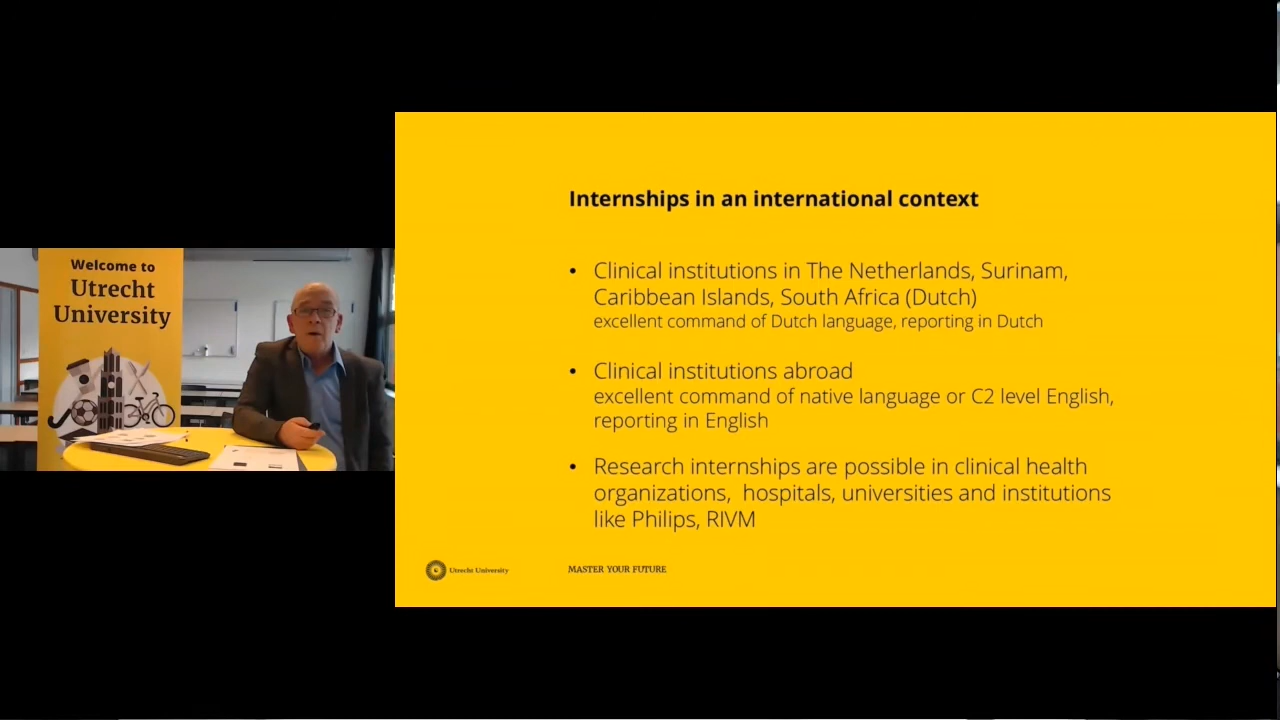 Welcome to
Utrecht
University
Internships in an international context
• Clinical institutions in The Netherlands, Surinam,
Caribbean Islands, South Africa (Dutch)
excellent command of Dutch language, reporting in Dutch
• Clinical institutions abroad
excellent command of native language or C2 level English,
reporting in English
• Research internships are possible in clinical health
organizations, hospitals, universities and institutions
like Philips, RIVM
Utrecht University
MASTER YOUR FUTURE